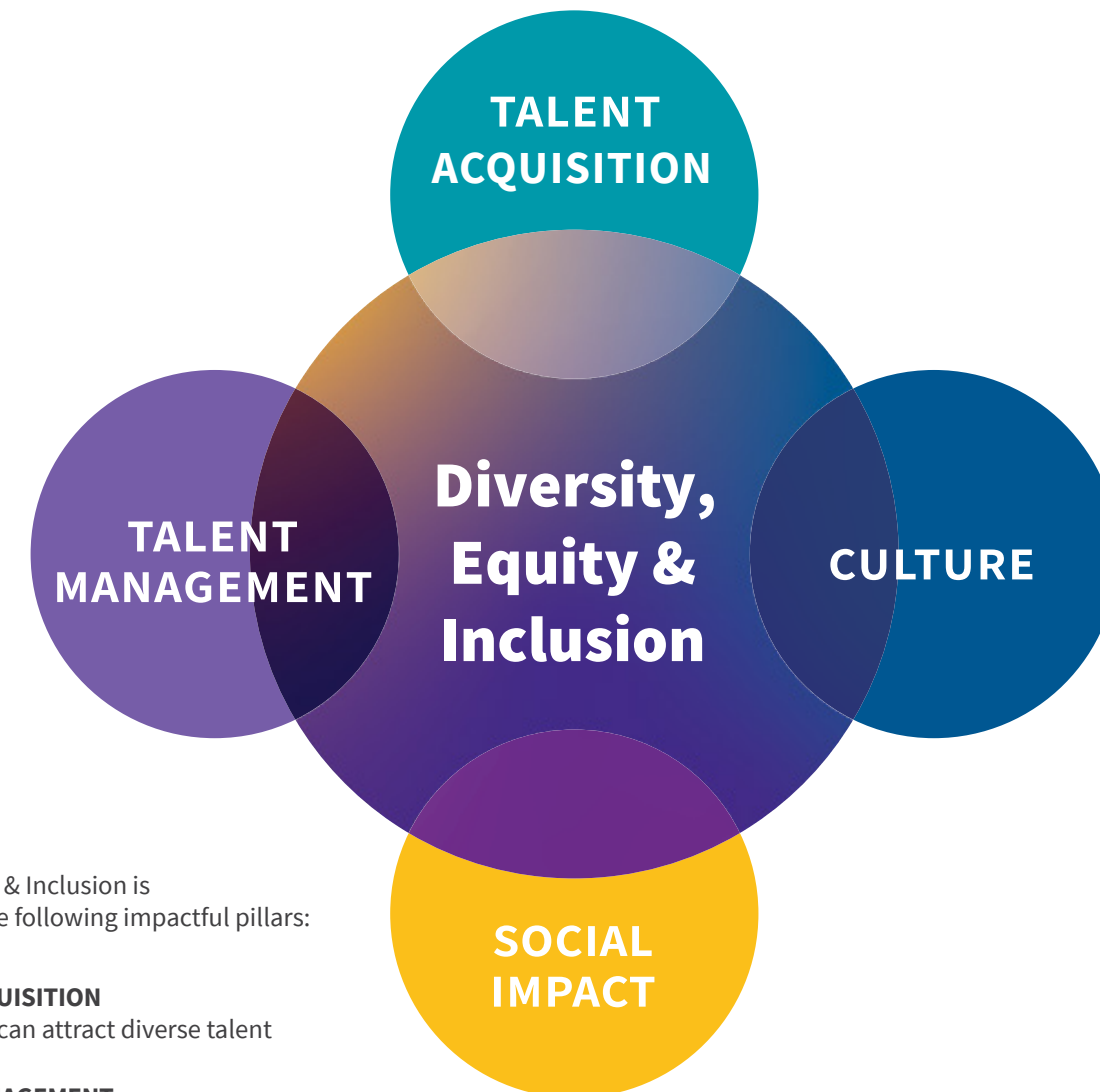 TALENT
ACQUISITION
Diversity,
Equity &
Inclusion
TALENT
MANAGEMENT
CULTURE
SOCIAL
IMPACT
& Inclusion is
following impactful pillars:
can attract diverse talent